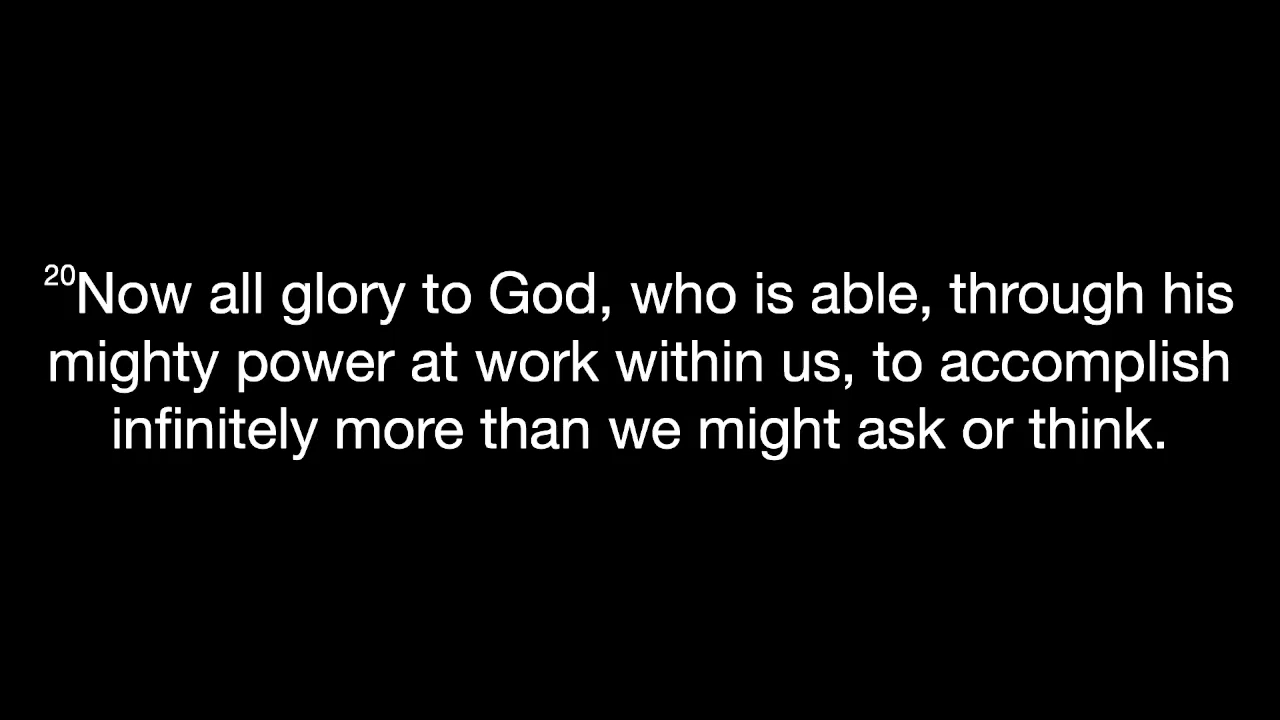 20Now all glory to God, who is able, through his
mighty power at work within us, to accomplish
infinitely more than we might ask or think.